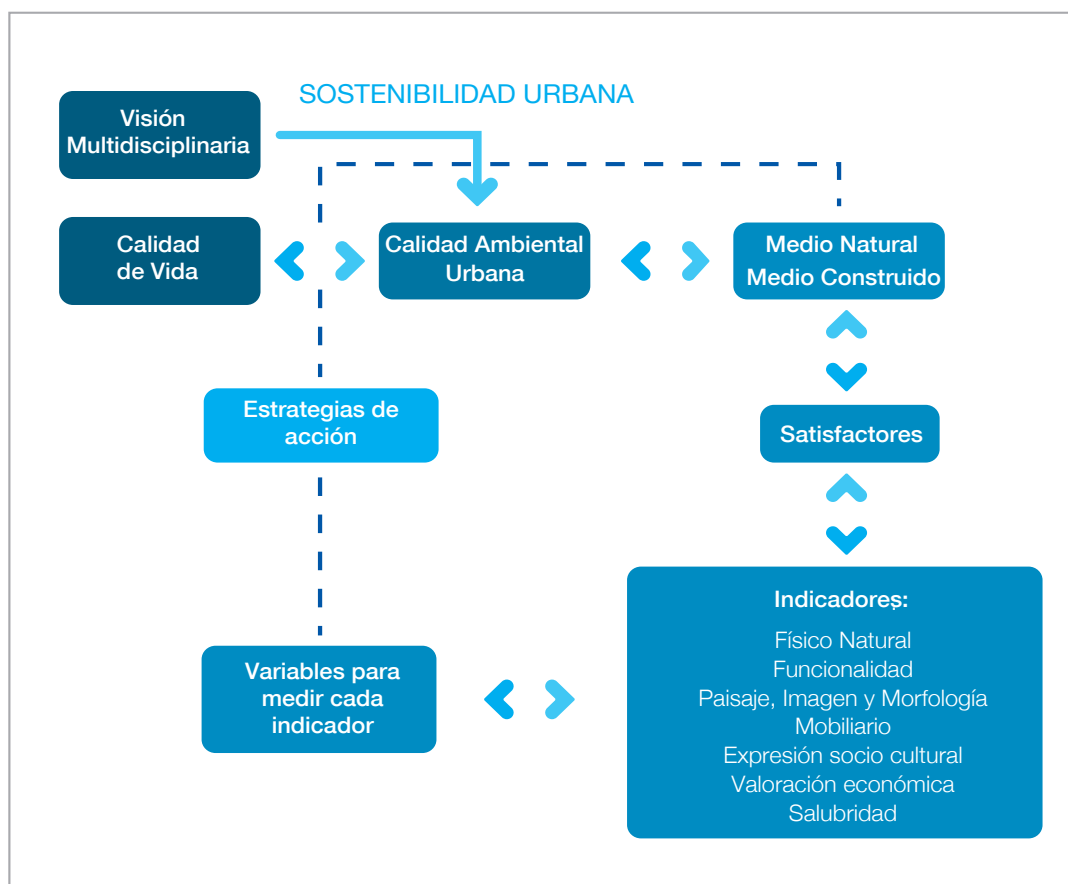 SOSTENIBILIDAD URBANA
Visión
Multidisciplinaria
Calidad
de Vida
Calidad Ambiental
Urbana
Medio Natural
Medio Construido
Estrategias de
acción
Satisfactores
Variables para
medir cada
indicador
Indicadores:
Físico Natural
Funcionalidad
Paisaje, Imagen y Morfología
Mobiliario
Expresión socio cultural
Valoración económica
Salubridad